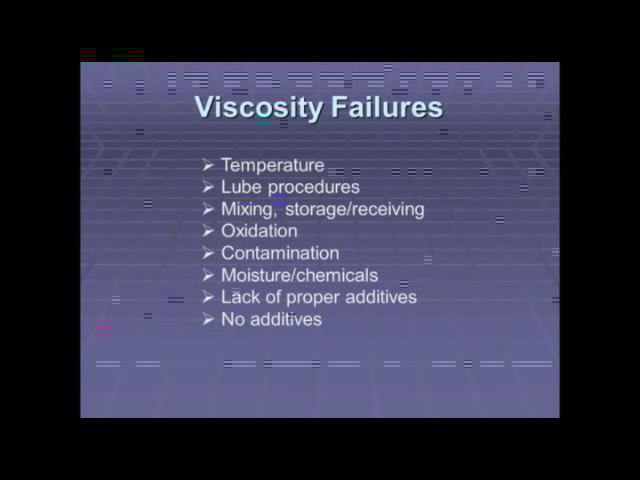 Viscosity Failures
Temperature
Lube procedures
Mixing, storage/receiving
Oxidation
Contamination
Moisture/chemicals
Lack of proper additives
No additives